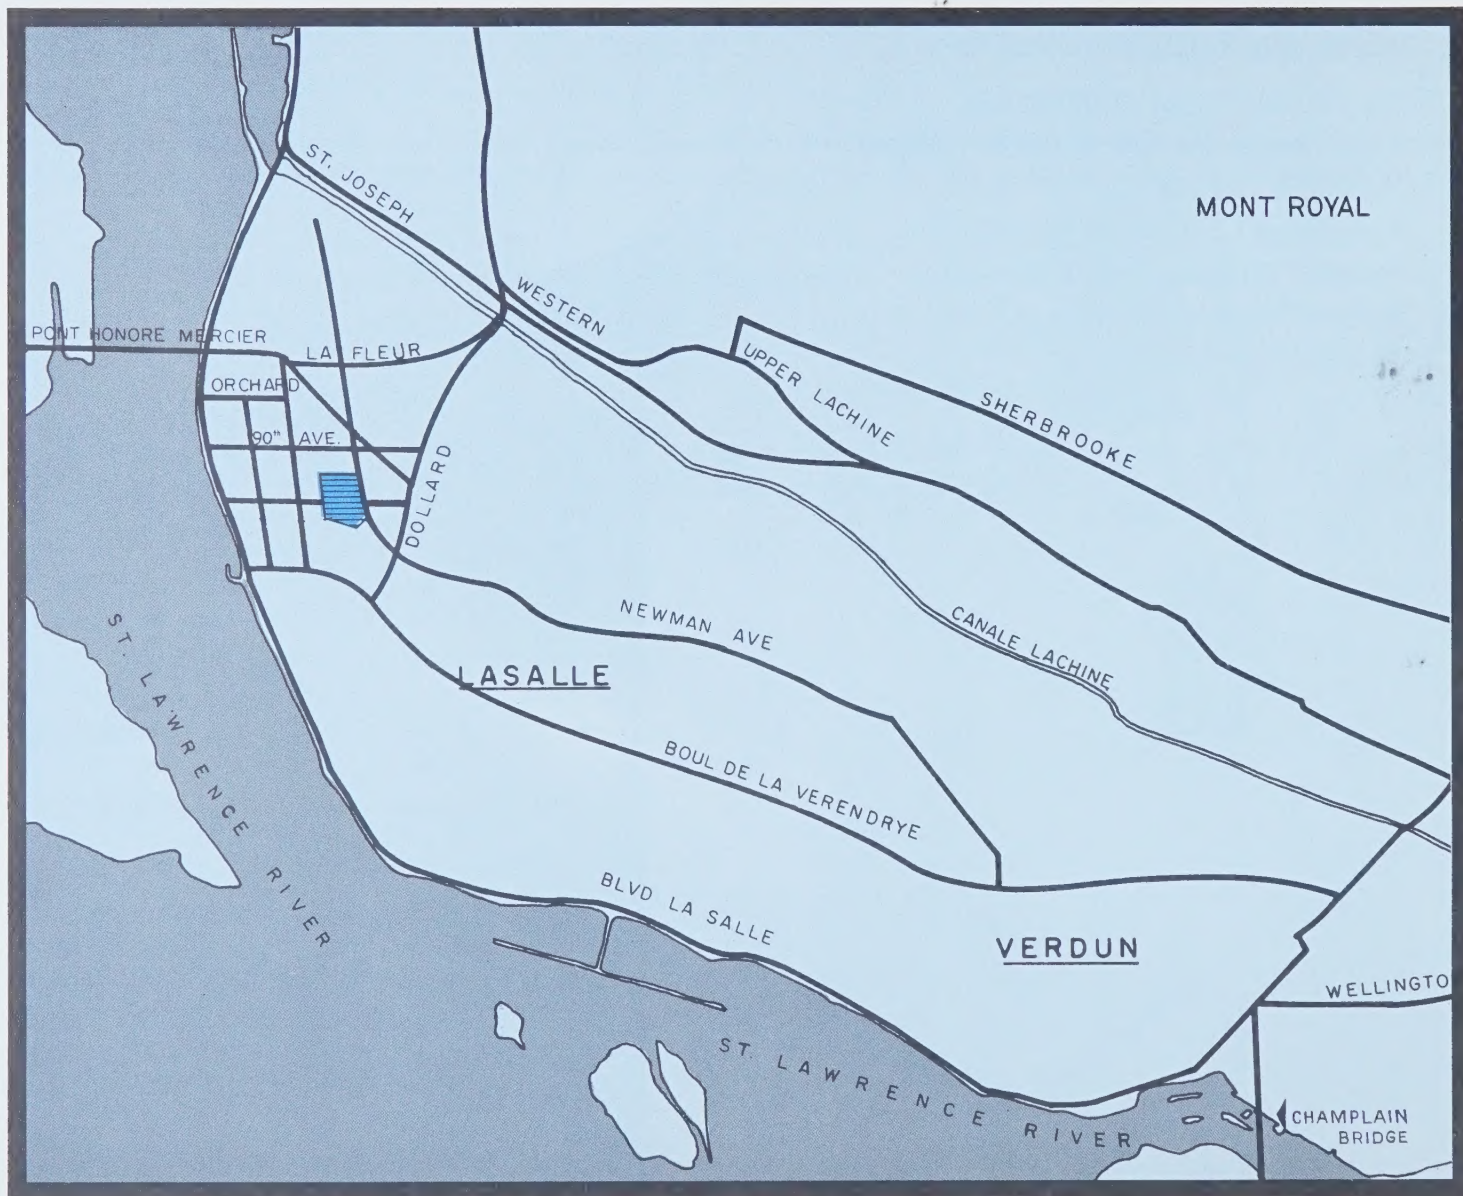 ST. JOSEPH
MONT ROYAL
WESTERN
PONT HONORE MERCIER
LA FLEUR
UPPER LACHINE
ORCHARD
SHERBROOKE
90" AVE.
DOLLARD
NEWMAN AVE
CANALE LACHINE
LASALLE
ST. LAWRENCE RIVER
BOUL DE LA VERENDRYE
BLVD LA SALLE
VERDUN
WELLINGTO
ST. LAWRENCE RIVER
CHAMPLAIN
BRIDGE